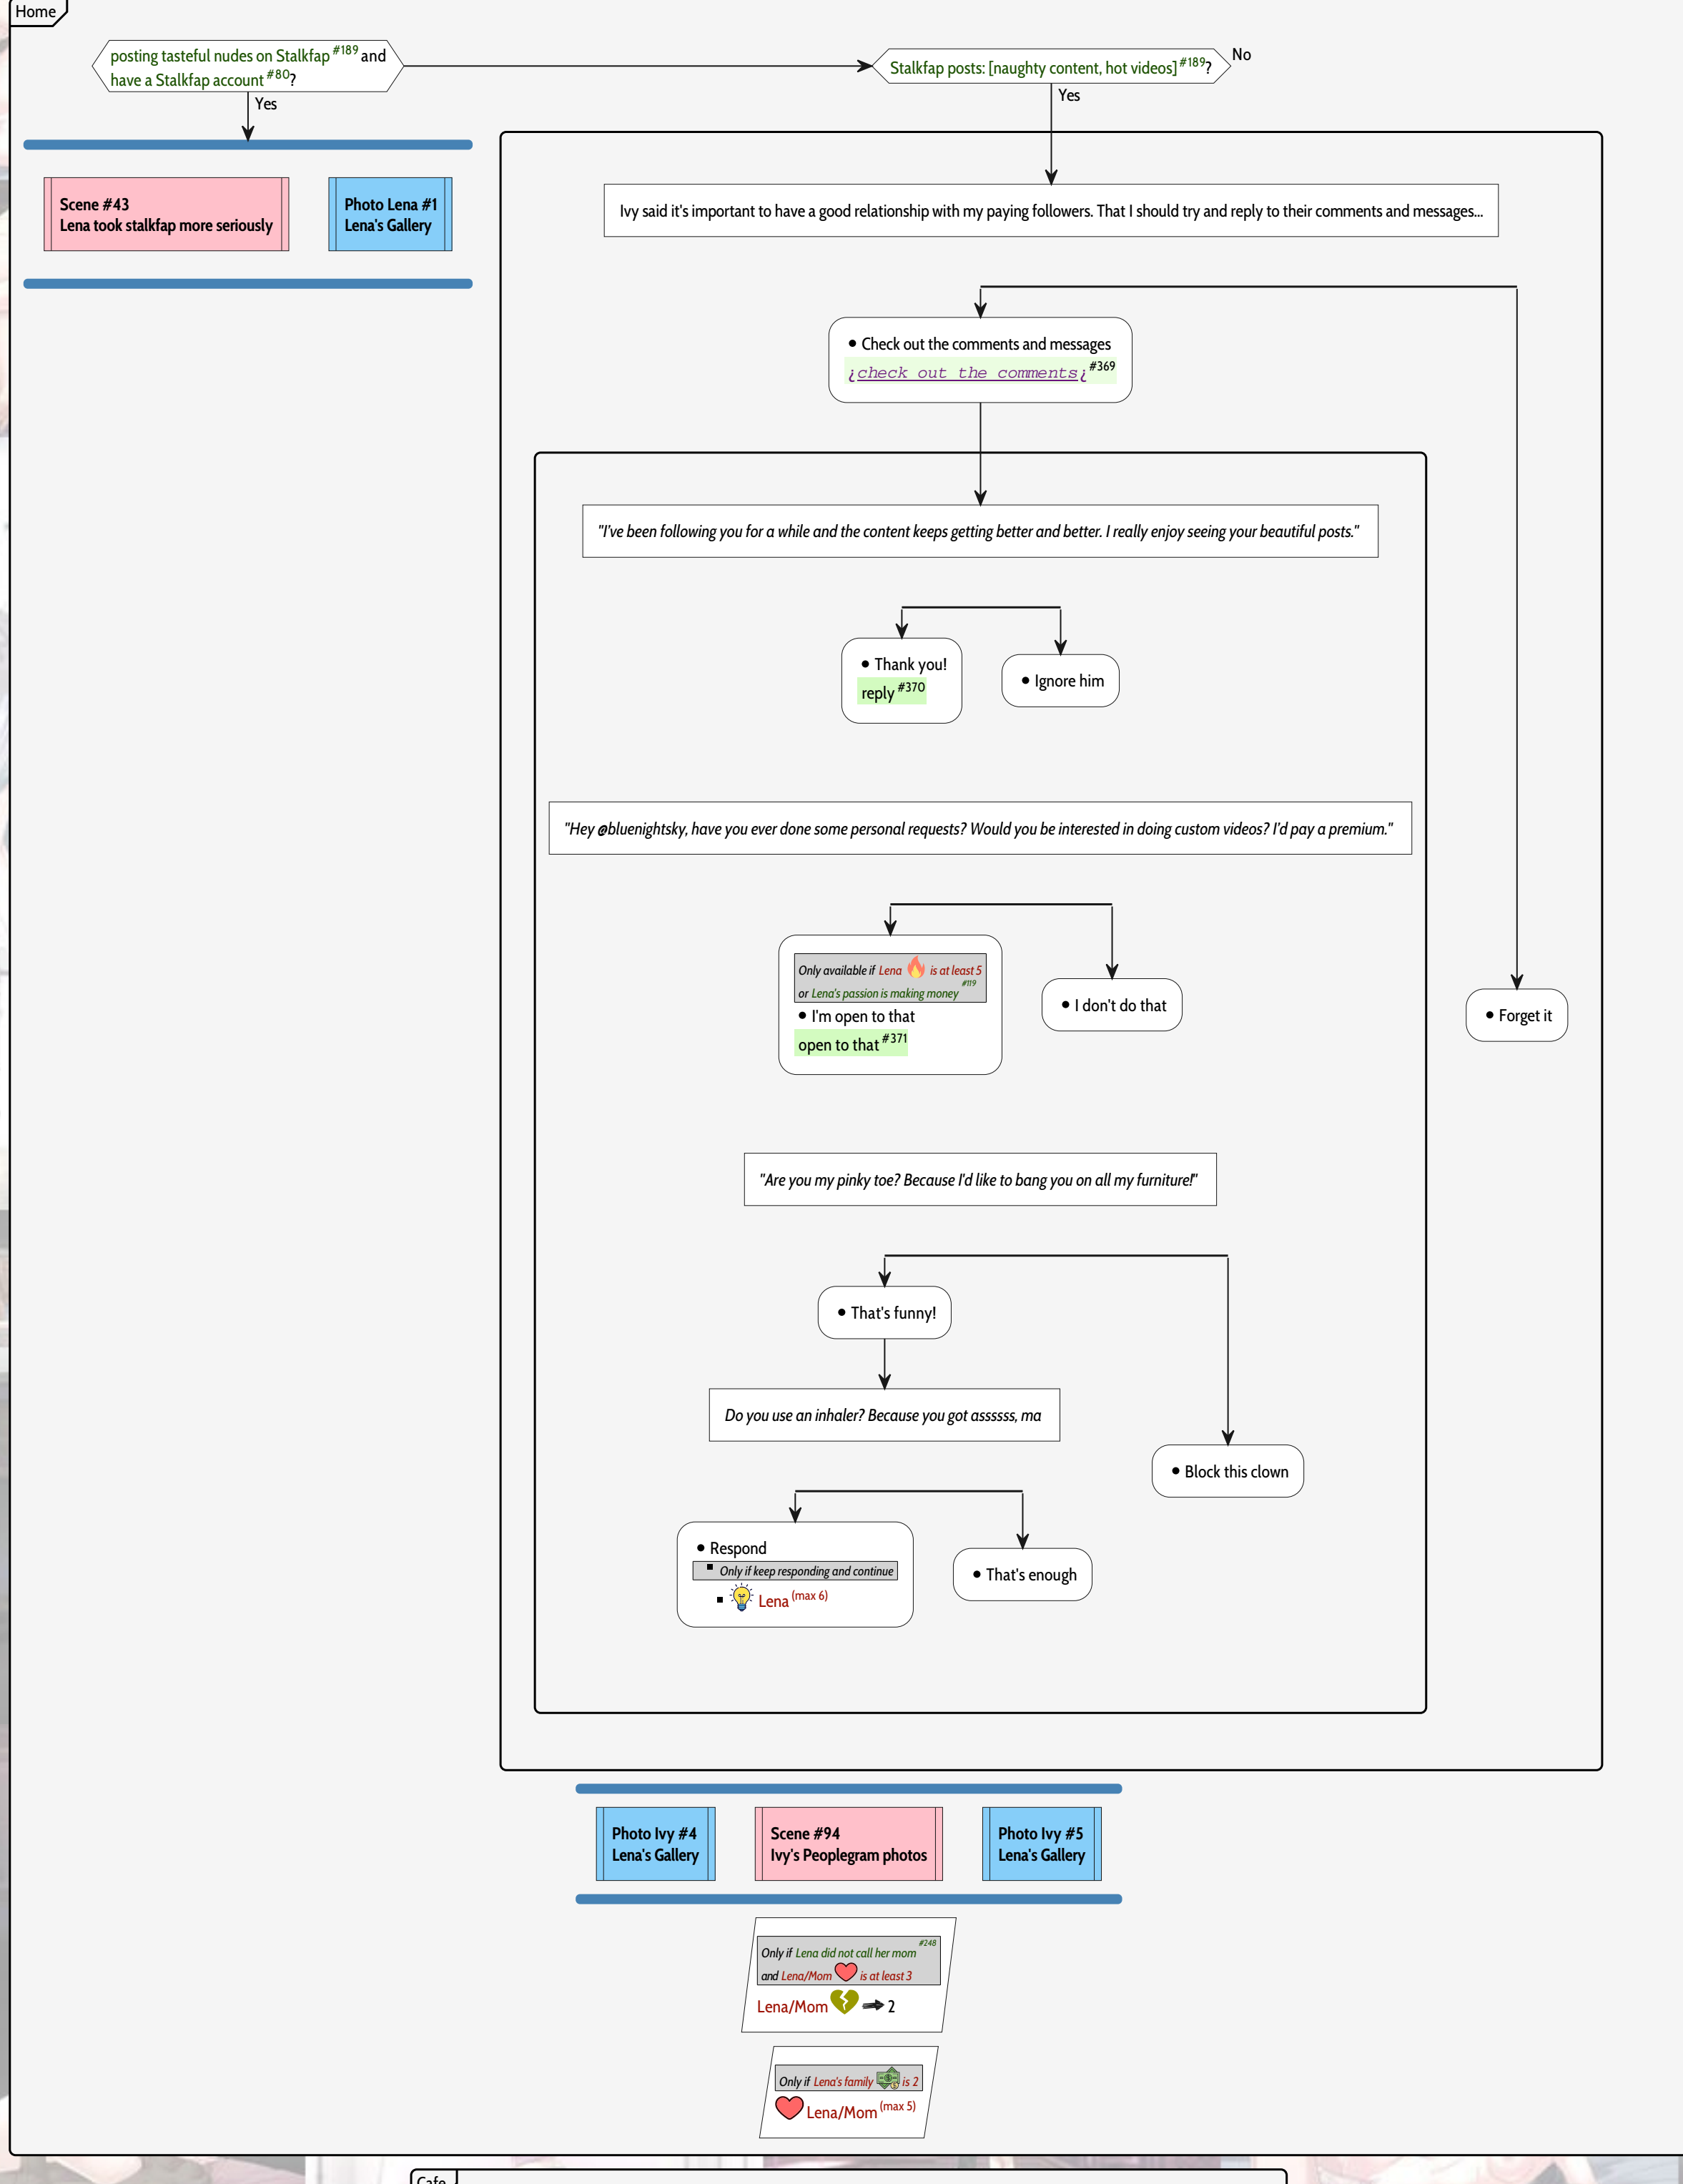 Home
posting tasteful nudes on Stalkfap #189 and
have a Stalkfap account #80?
Yes
Stalkfap posts: [naughty content, hot videos] #189?
No
Yes
Scene #43
Lena took stalkfap more seriously
Photo Lena #1
Lena's Gallery
Ivy said it's important to have a good relationship with my paying followers. That I should try and reply to their comments and messages...
• Check out the comments and messages
¿check out the comments¿ #369
"I've been following you for a while and the content keeps getting better and better. I really enjoy seeing your beautiful posts."
• Thank you!
reply #370
• Ignore him
"Hey @bluenightsky, have you ever done some personal requests? Would you be interested in doing custom videos? I'd pay a premium."
Only available if Lena 🔥 is at least 5
or Lena's passion is making money #119
• I'm open to that
open to that #371
• I don't do that
• Forget it
"Are you my pinky toe? Because I'd like to bang you on all my furniture!"
• That's funny!
Do you use an inhaler? Because you got assssss, ma
• Block this clown
• Respond
▪ Only if keep responding and continue
▪ 💡 Lena (max 6)
• That's enough
Photo Ivy #4
Lena's Gallery
Scene #94
Ivy's Peoplegram photos
Photo Ivy #5
Lena's Gallery
Only if Lena did not call her mom #248
and Lena/Mom ❤ is at least 3
Lena/Mom 💔 ➡ 2
Only if Lena's family 💵 is 2
❤ Lena/Mom (max 5)
Cafe